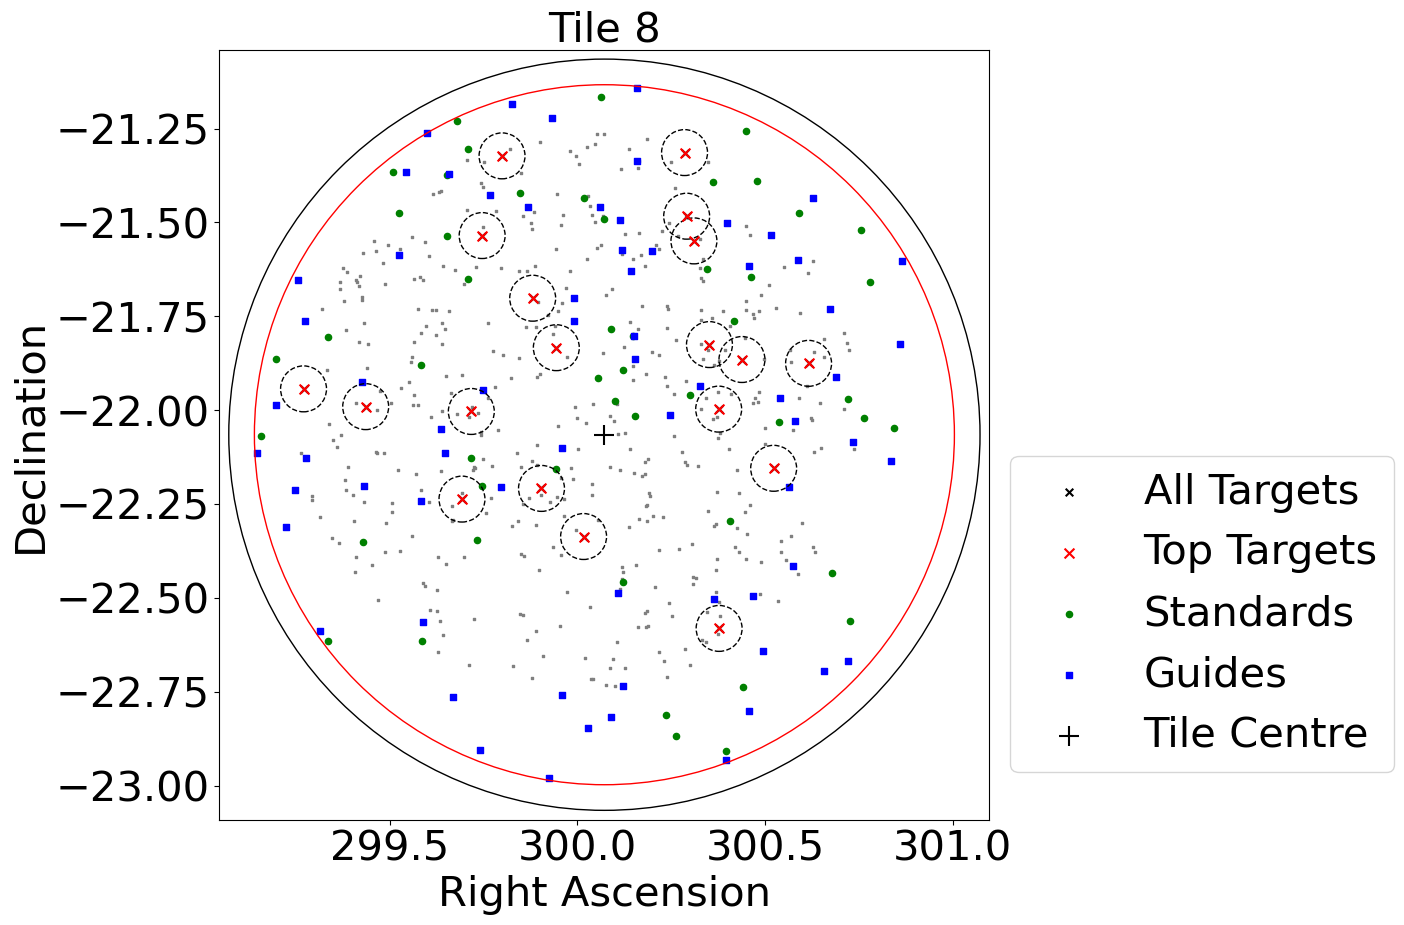 Tile 8
−21.25
−21.50
−21.75
−22.00
−22.25
−22.50
−22.75
−23.00
Declination
299.5 300.0 300.5 301.0
Right Ascension
All Targets
Top Targets
Standards
Guides
Tile Centre